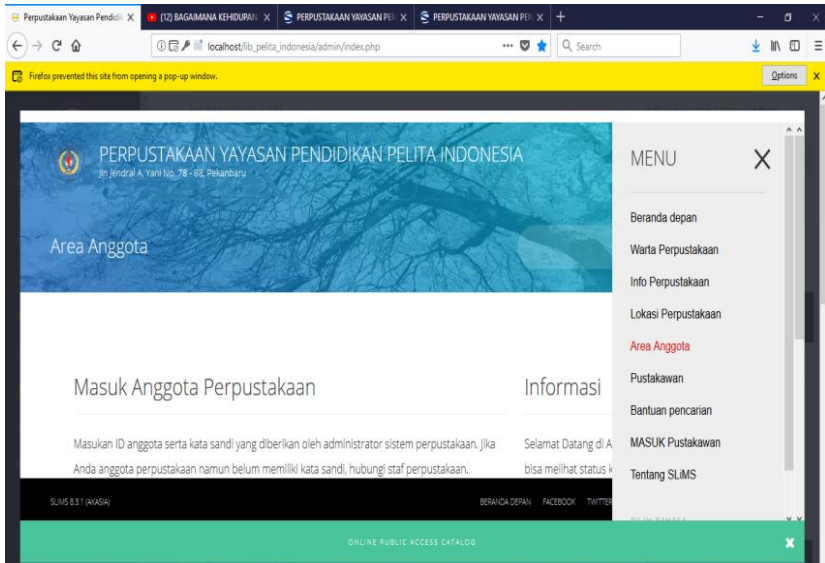 Perpustakaan Yayasan Pendidi
(12) BAGAIMANA KEHIDUPAN
PERPUSTAKAAN YAYASAN PEN
PERPUSTAKAAN YAYASAN PEN
localhost/lib_pelita_indonesia/admin/index.php
Search
Firefox prevented this site from opening a pop-up window.
Options
PERPUSTAKAAN YAYASAN PENDIDIKAN PELITA INDONESIA
Jln Jendral A. Yani No. 78 - 88, Pekanbaru
Area Anggota
Masuk Anggota Perpustakaan
Masukan ID anggota serta kata sandi yang diberikan oleh administrator sistem perpustakaan. Jika
Anda anggota perpustakaan namun belum memiliki kata sandi, hubungi staf perpustakaan.
Informasi
Selamat Datang di A
bisa melihat status k
MENU
Beranda depan
Warta Perpustakaan
Info Perpustakaan
Lokasi Perpustakaan
Area Anggota
Pustakawan
Bantuan pencarian
MASUK Pustakawan
Tentang SLiMS
SLIMS 8.3.1 (AKASIA)
BERANDA DEPAN
FACEBOOK
TWITTER
ONLINE PUBLIC ACCESS CATALOG